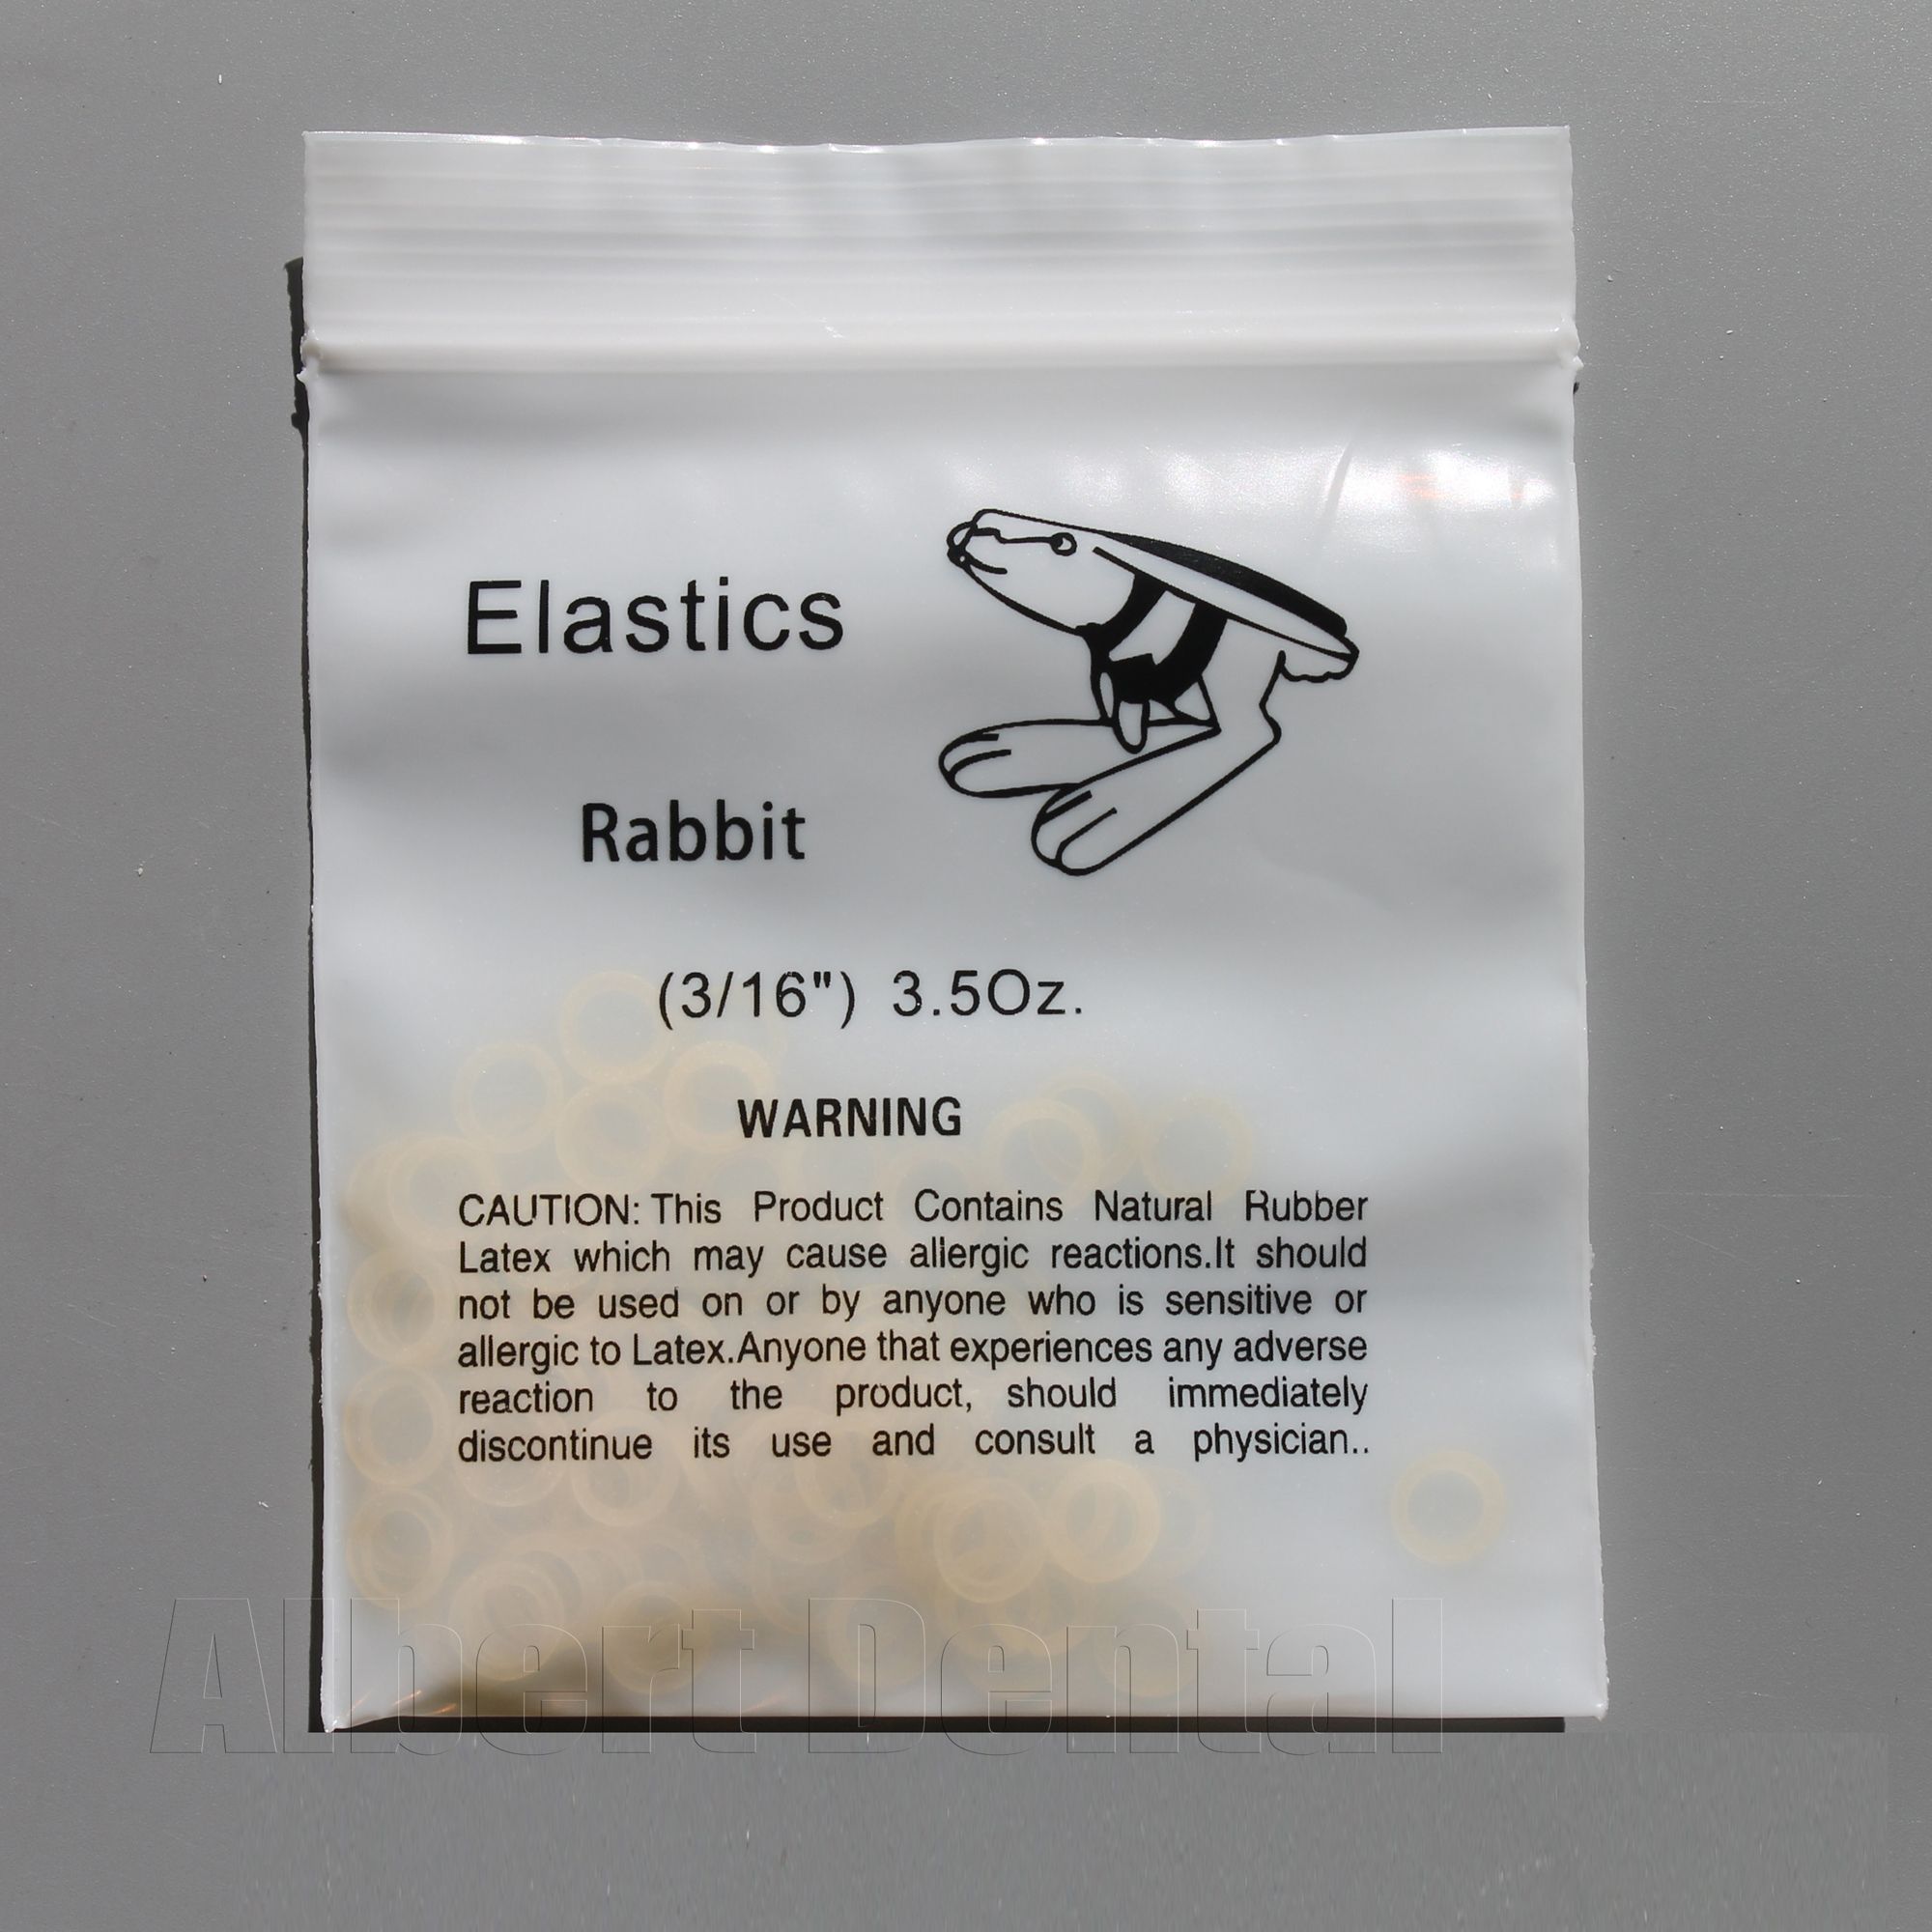 Elastics
Rabbit
(3/16") 3.5Oz.
WARNING
CAUTION: This Product Contains Natural Rubber
Latex which may cause allergic reactions.It should
not be used on or by anyone who is sensitive or
allergic to Latex.Anyone that experiences any adverse
reaction to the product, should immediately
discontinue its use and consult a physician..
Albert Dental